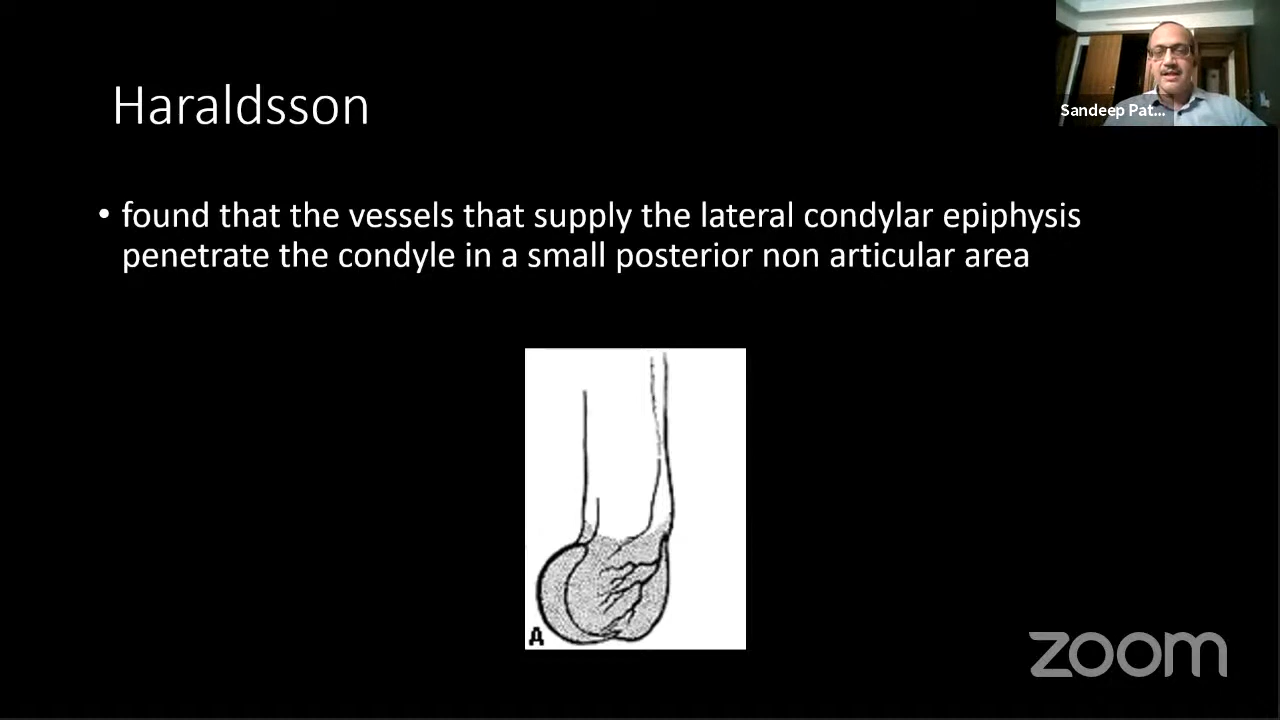 Haraldsson
Sandeep Pat...
• found that the vessels that supply the lateral condylar epiphysis
penetrate the condyle in a small posterior non articular area
A
zoom